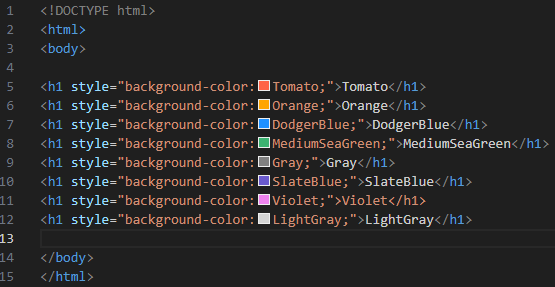 1 <!DOCTYPE html>
2 <html>
3 <body>
4
5 <h1 style="background-color:Tomato;">Tomato</h1>
6 <h1 style="background-color:Orange;">Orange</h1>
7 <h1 style="background-color:DodgerBlue;">DodgerBlue</h1>
8 <h1 style="background-color:MediumSeaGreen;">MediumSeaGreen</h1>
9 <h1 style="background-color:Gray;">Gray</h1>
10 <h1 style="background-color:SlateBlue;">SlateBlue</h1>
11 <h1 style="background-color:Violet;">Violet</h1>
12 <h1 style="background-color:LightGray;">LightGray</h1>
13
14 </body>
15 </html>